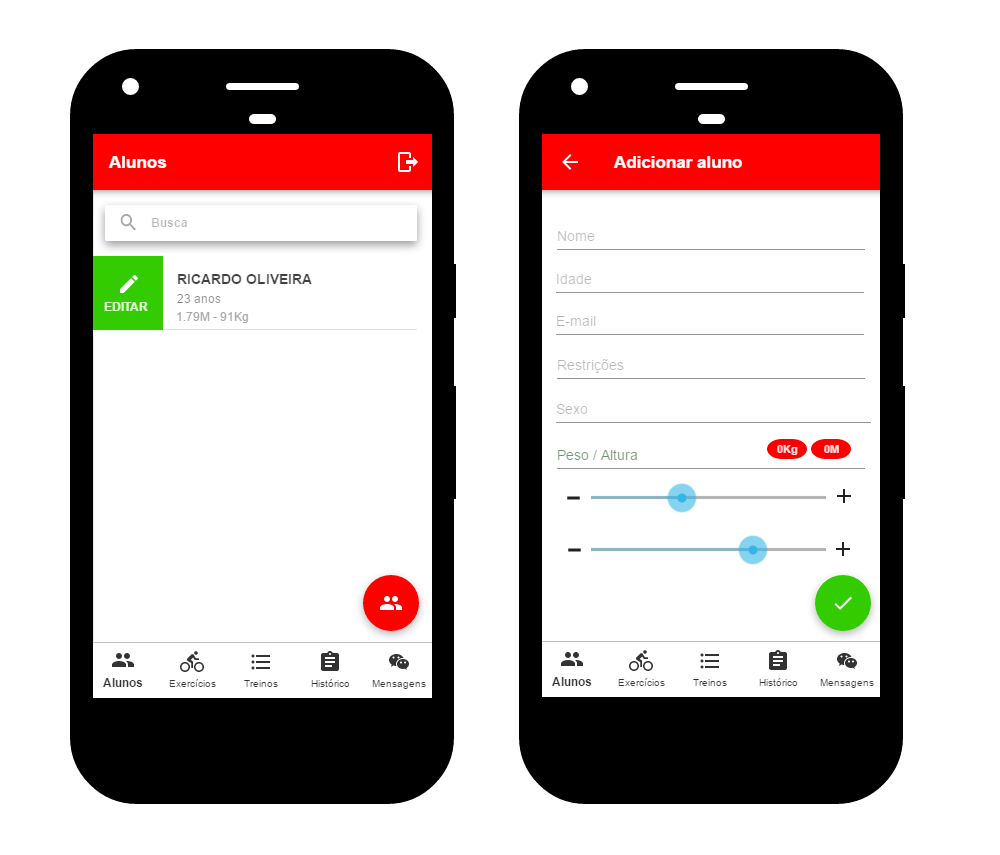 Alunos
Busca
EDITAR
RICARDO OLIVEIRA
23 anos
1.79M - 91Kg
Alunos
Exercícios
Treinos
Histórico
Mensagens
Adicionar aluno
Nome
Idade
E-mail
Restrições
Sexo
Peso / Altura 0Kg 0M
Alunos
Exercícios
Treinos
Histórico
Mensagens